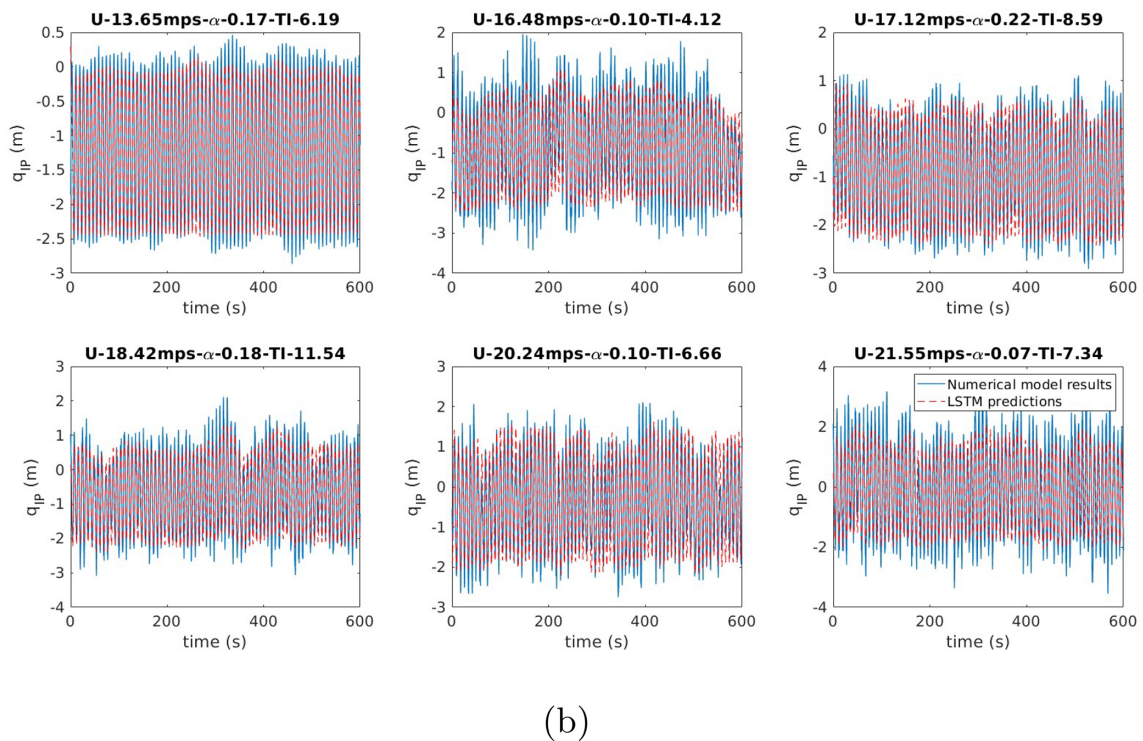 U-13.65mps-α-0.17-TI-6.19
0.5
0
-0.5
-1
-1.5
-2
-2.5
-3
q_IP (m)
0 200 400 600
time (s)
U-16.48mps-α-0.10-TI-4.12
2
1
0
-1
-2
-3
-4
q_IP (m)
0 200 400 600
time (s)
U-17.12mps-α-0.22-TI-8.59
2
1
0
-1
-2
-3
q_IP (m)
0 200 400 600
time (s)
U-18.42mps-α-0.18-TI-11.54
3
2
1
0
-1
-2
-3
-4
q_IP (m)
0 200 400 600
time (s)
U-20.24mps-α-0.10-TI-6.66
3
2
1
0
-1
-2
-3
q_IP (m)
0 200 400 600
time (s)
U-21.55mps-α-0.07-TI-7.34
Numerical model results
LSTM predictions
4
2
0
-2
-4
q_IP (m)
0 200 400 600
time (s)
(b)